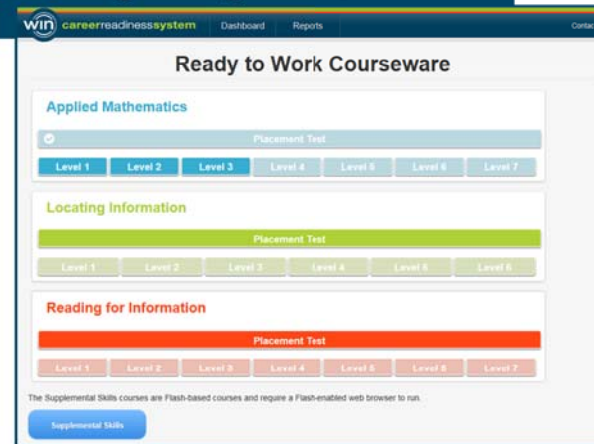 win careerreadinesssystem Dashboard Reports Contac
Ready to Work Courseware
Applied Mathematics
Placement Test
Level 1 Level 2 Level 3 Level 4 Level 5 Level 6 Level 7
Locating Information
Placement Test
Level 1 Level 2 Level 3 Level 4 Level 5 Level 6
Reading for Information
Placement Test
Level 1 Level 2 Level 3 Level 4 Level 5 Level 6 Level 7
The Supplemental Skills courses are Flash-based courses and require a Flash-enabled web browser to run.
Supplemental Skills